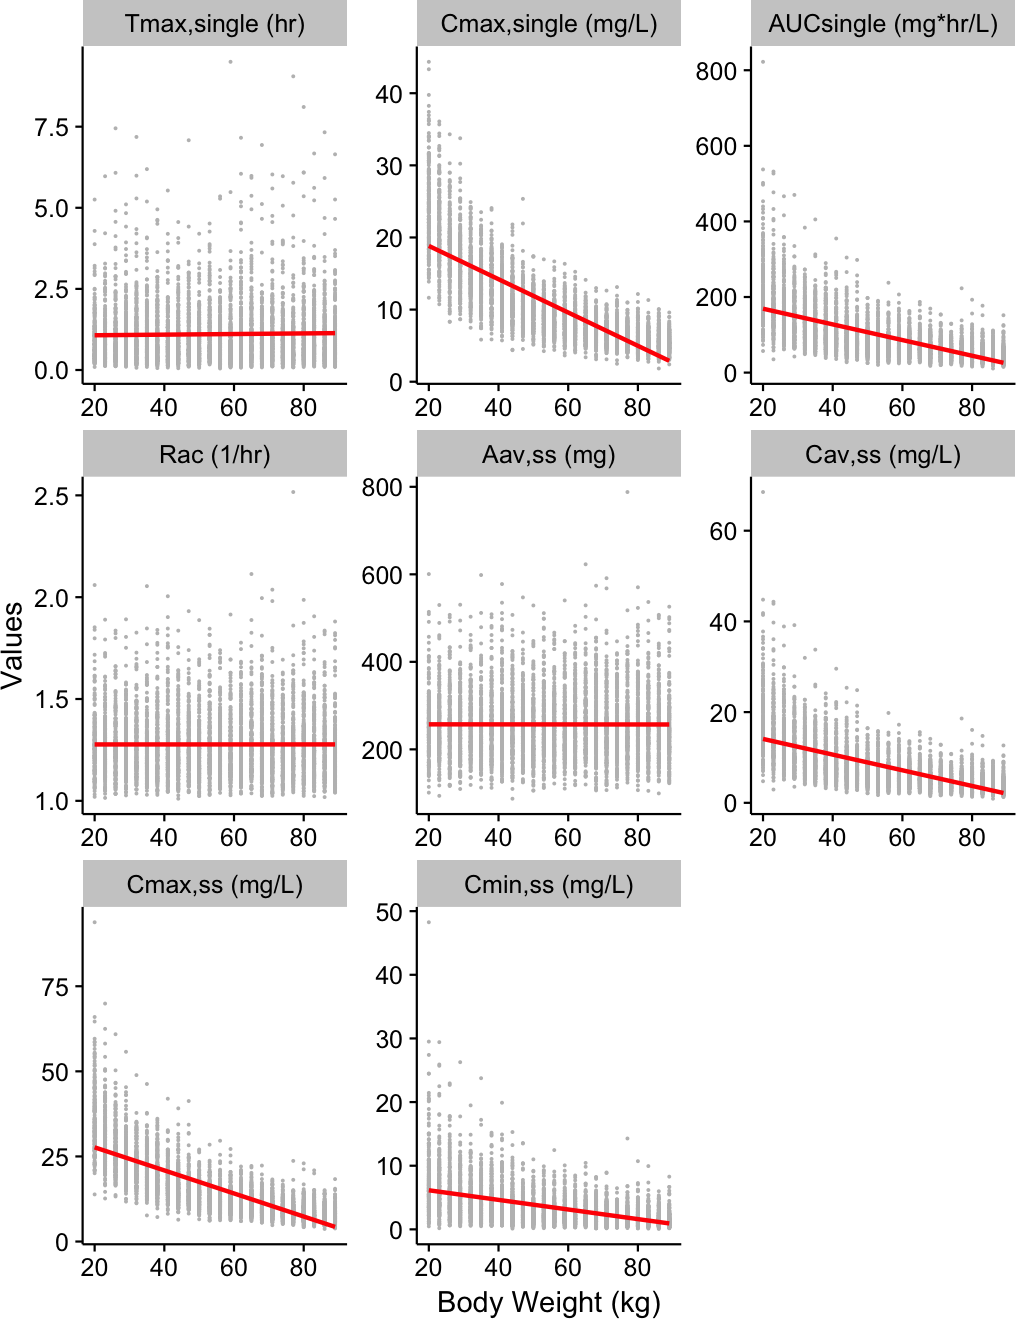 Tmax,single (hr)
Cmax,single (mg/L)
AUCsingle (mg*hr/L)
7.5
5.0
2.5
0.0
20 40 60 80
40
30
20
10
0
20 40 60 80
800
600
400
200
0
20 40 60 80
Rac (1/hr)
Aav,ss (mg)
Cav,ss (mg/L)
2.5
2.0
1.5
1.0
20 40 60 80
800
600
400
200
20 40 60 80
60
40
20
0
20 40 60 80
Values
Cmax,ss (mg/L)
Cmin,ss (mg/L)
75
50
25
0
20 40 60 80
50
40
30
20
10
0
20 40 60 80
Body Weight (kg)